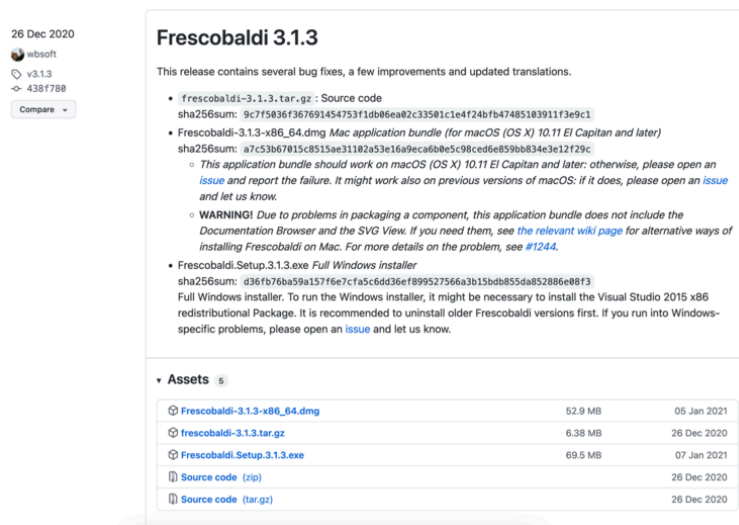 26 Dec 2020
wbsoft
v3.1.3
438f780
Compare
Frescobaldi 3.1.3
This release contains several bug fixes, a few improvements and updated translations.
frescobaldi-3.1.3.tar.gz : Source code
sha256sum: 9c7f5036f367691454753f1db06ea02c33501c1e4f24bfb47485103911f3e9c1
Frescobaldi-3.1.3-x86_64.dmg Mac application bundle (for macOS (OS X) 10.11 El Capitan and later)
sha256sum: a7c53b67015c8515ae31102a53e16a9eca6b0e5c98ced6e859bb834e3e12f29c
This application bundle should work on macOS (OS X) 10.11 El Capitan and later: otherwise, please open an
issue and report the failure. It might work also on previous versions of macOS: if it does, please open an issue
and let us know.
WARNING! Due to problems in packaging a component, this application bundle does not include the
Documentation Browser and the SVG View. If you need them, see the relevant wiki page for alternative ways of
installing Frescobaldi on Mac. For more details on the problem, see #1244.
Frescobaldi.Setup.3.1.3.exe Full Windows installer
sha256sum: d36fb76ba59a157f6e7cfa5c6dd36ef899527566a3b15bdb855da852886e08f3
Full Windows installer. To run the Windows installer, it might be necessary to install the Visual Studio 2015 x86
redistributional Package. It is recommended to uninstall older Frescobaldi versions first. If you run into Windows-
specific problems, please open an issue and let us know.
Assets 5
Frescobaldi-3.1.3-x86_64.dmg 52.9 MB 05 Jan 2021
frescobaldi-3.1.3.tar.gz 6.38 MB 26 Dec 2020
Frescobaldi.Setup.3.1.3.exe 69.5 MB 07 Jan 2021
Source code (zip) 26 Dec 2020
Source code (tar.gz) 26 Dec 2020